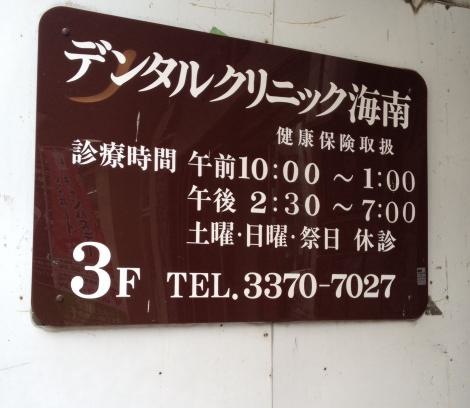 デンタルクリニック海南
健康保険取扱
診療時間 午前10:00 ～ 1:00
午後 2:30 ～ 7:00
土曜・日曜・祭日 休診
3F TEL.3370-7027